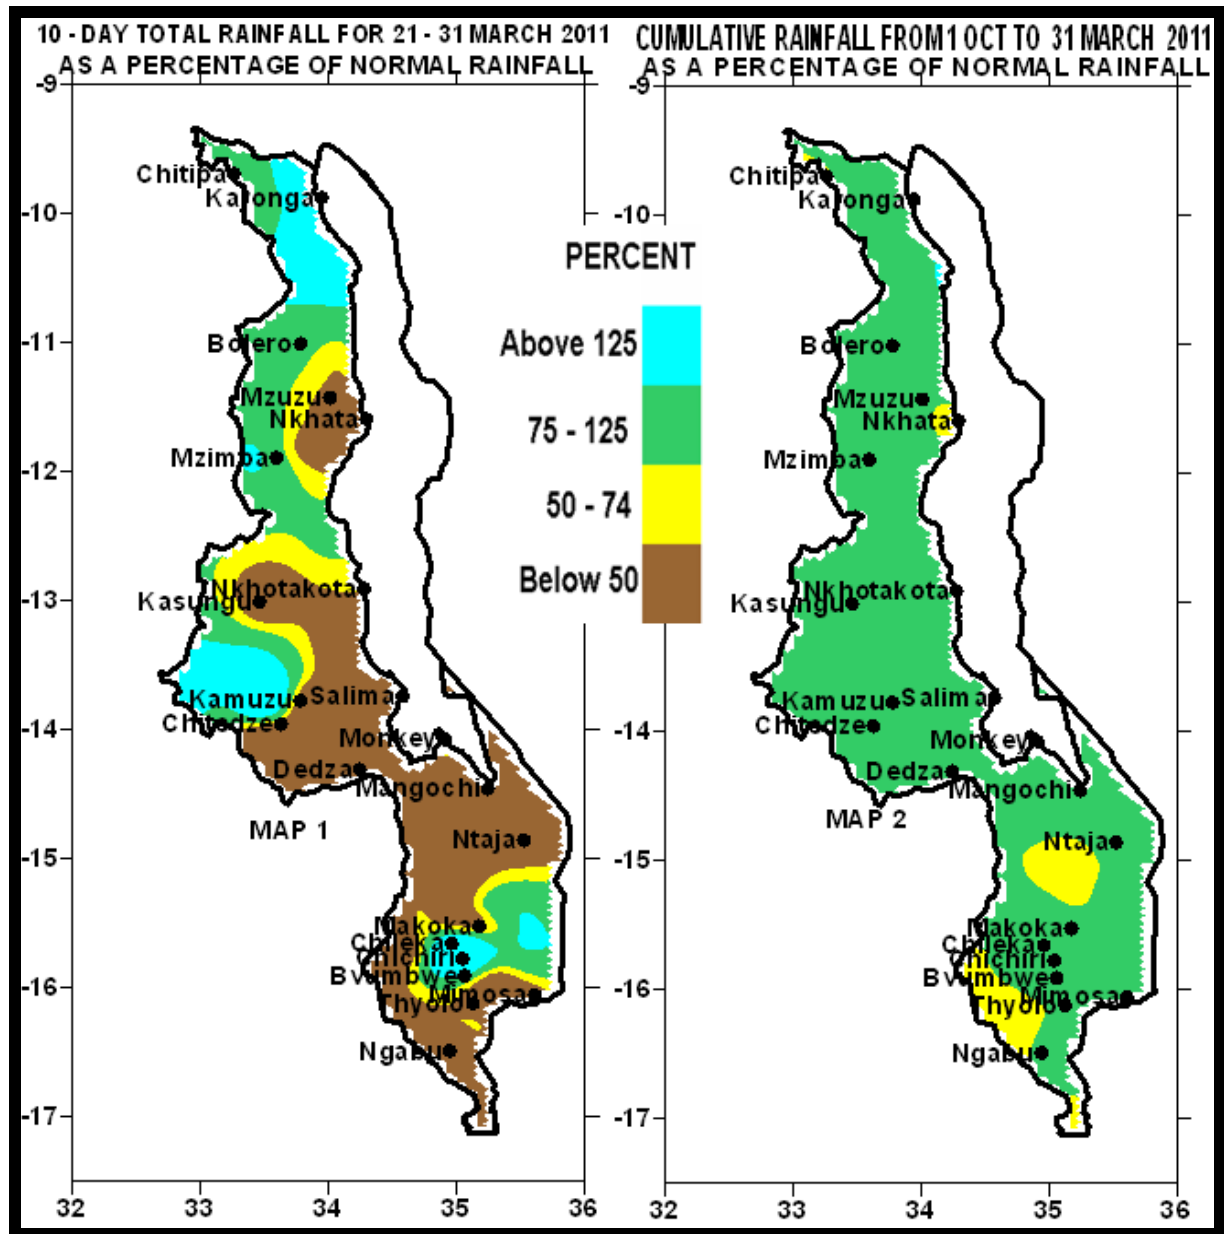 10 - DAY TOTAL RAINFALL FOR 21 - 31 MARCH 2011
AS A PERCENTAGE OF NORMAL RAINFALL
-9
-10
-11
-12
-13
-14
-15
-16
-17
32
33
34
35
36
Chitipa
Karonga
Bolero
Mzuzu
Nkhata
Mzimba
Nkhotakota
Kasungu
Kamuzu
Salima
Chitedze
Monkey
Dedza
Mangochi
MAP 1
Ntaja
Makoka
Chileka
Chichiri
Bvumbwe
Mimosa
Thyolo
Ngabu
PERCENT
Above 125
75 - 125
50 - 74
Below 50
CUMULATIVE RAINFALL FROM 1 OCT TO 31 MARCH 2011
AS A PERCENTAGE OF NORMAL RAINFALL
-9
-10
-11
-12
-13
-14
-15
-16
-17
32
33
34
35
36
Chitipa
Karonga
Bolero
Mzuzu
Nkhata
Mzimba
Nkhotakota
Kasungu
Kamuzu
Salima
Chitedze
Monkey
Dedza
Mangochi
MAP 2
Ntaja
Makoka
Chileka
Chichiri
Bvumbwe
Mimosa
Thyolo
Ngabu